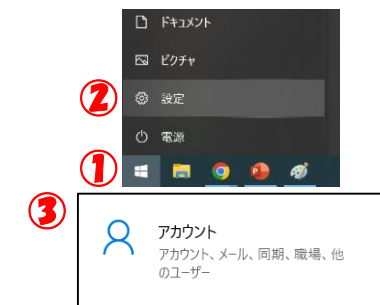 ドキュメント
ピクチャ
② 設定
電源
①
③
アカウント
アカウント、メール、同期、職場、他
のユーザー